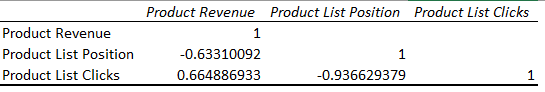 Product Revenue Product List Position Product List Clicks
Product Revenue 1
Product List Position -0.63310092 1
Product List Clicks 0.664886933 -0.936629379 1